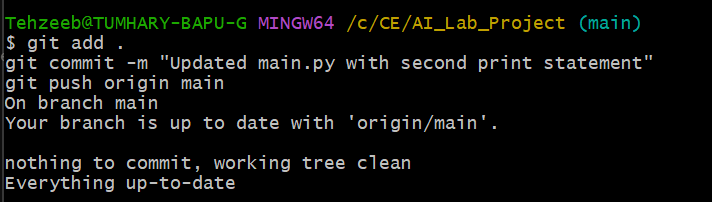 Tehzeeb@TUMHARY-BAPU-G MINGW64 /c/CE/AI_Lab_Project (main)
$ git add .
git commit -m "Updated main.py with second print statement"
git push origin main
On branch main
Your branch is up to date with 'origin/main'.
nothing to commit, working tree clean
Everything up-to-date